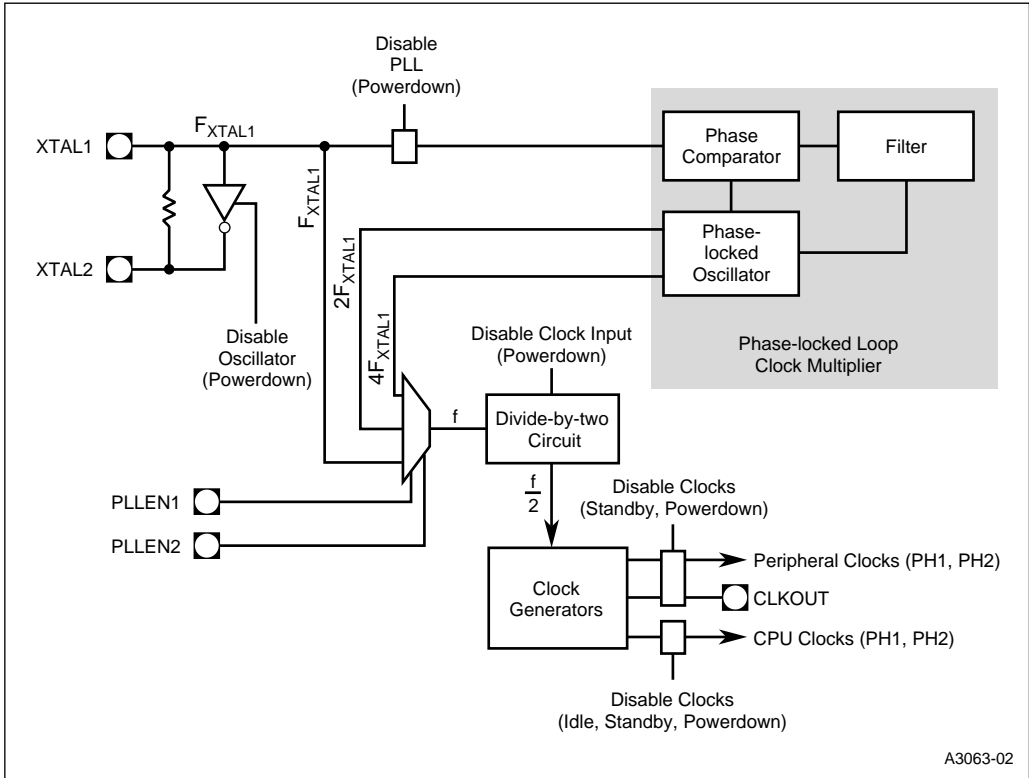 Disable
PLL
(Powerdown)
XTAL1
FXTAL1
Phase
Comparator
Filter
FXTAL1
XTAL2
2FXTAL1
Phase-
locked
Oscillator
4FXTAL1
Disable
Oscillator
(Powerdown)
Disable Clock Input
(Powerdown)
Phase-locked Loop
Clock Multiplier
f
Divide-by-two
Circuit
f
2
PLLEN1
PLLEN2
Disable Clocks
(Standby, Powerdown)
Clock
Generators
Peripheral Clocks (PH1, PH2)
CLKOUT
CPU Clocks (PH1, PH2)
Disable Clocks
(Idle, Standby, Powerdown)
A3063-02